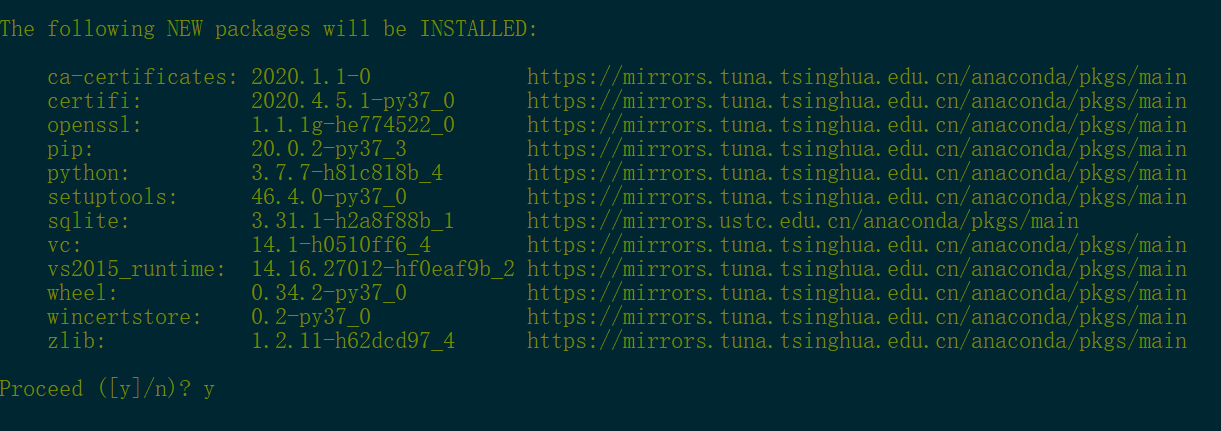 The following NEW packages will be INSTALLED:
ca-certificates: 2020.1.1-0 https://mirrors.tuna.tsinghua.edu.cn/anaconda/pkgs/main
certifi: 2020.4.5.1-py37_0 https://mirrors.tuna.tsinghua.edu.cn/anaconda/pkgs/main
openssl: 1.1.1g-he774522_0 https://mirrors.tuna.tsinghua.edu.cn/anaconda/pkgs/main
pip: 20.0.2-py37_3 https://mirrors.tuna.tsinghua.edu.cn/anaconda/pkgs/main
python: 3.7.7-h81c818b_4 https://mirrors.tuna.tsinghua.edu.cn/anaconda/pkgs/main
setuptools: 46.4.0-py37_0 https://mirrors.tuna.tsinghua.edu.cn/anaconda/pkgs/main
sqlite: 3.31.1-h2a8f88b_1 https://mirrors.ustc.edu.cn/anaconda/pkgs/main
vc: 14.1-h0510ff6_4 https://mirrors.tuna.tsinghua.edu.cn/anaconda/pkgs/main
vs2015_runtime: 14.16.27012-hf0eaf9b_2 https://mirrors.tuna.tsinghua.edu.cn/anaconda/pkgs/main
wheel: 0.34.2-py37_0 https://mirrors.tuna.tsinghua.edu.cn/anaconda/pkgs/main
wincertstore: 0.2-py37_0 https://mirrors.tuna.tsinghua.edu.cn/anaconda/pkgs/main
zlib: 1.2.11-h62dcd97_4 https://mirrors.tuna.tsinghua.edu.cn/anaconda/pkgs/main
Proceed ([y]/n)? y